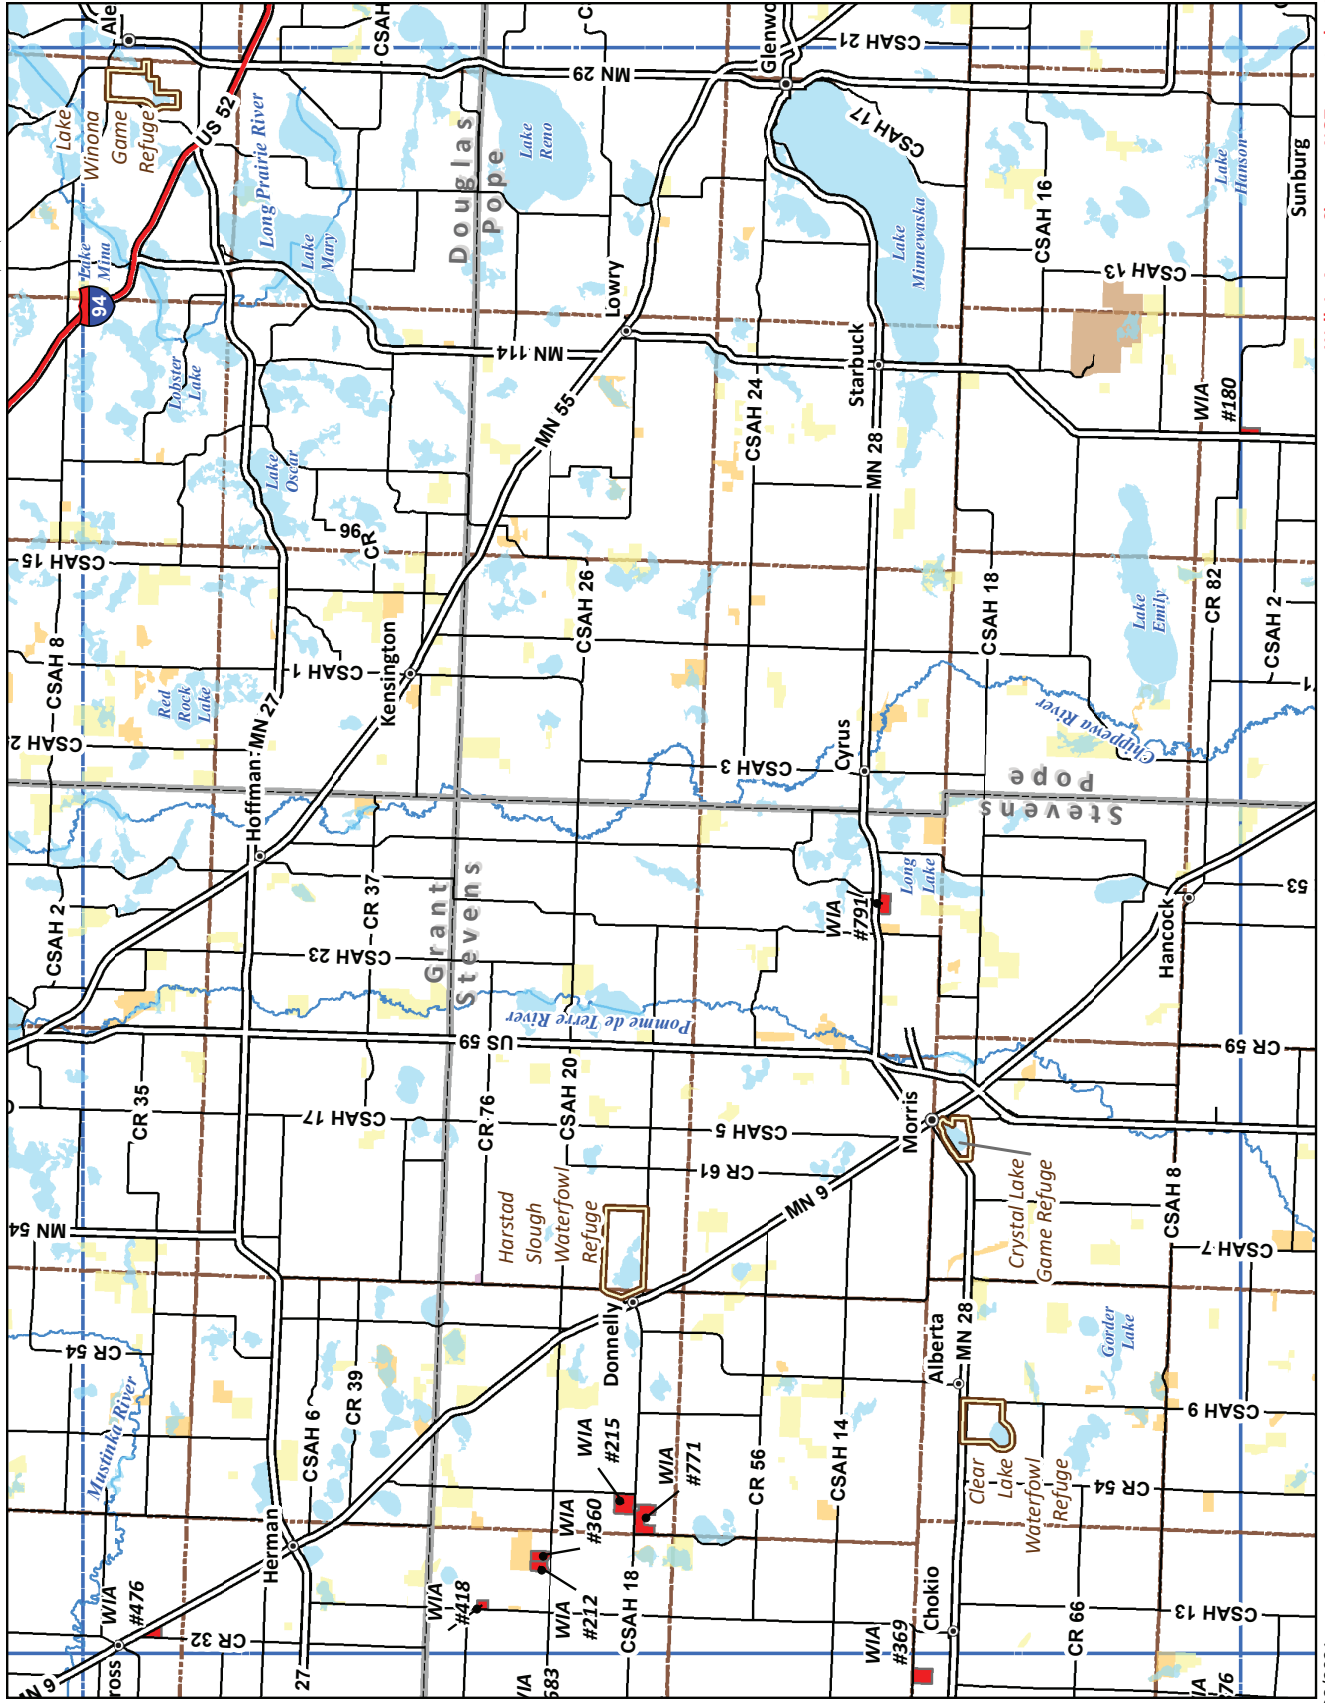 MN 9
ross
WIA
#476
CR 32
27
Herman
Mustinka River
CR 54
MN 54
CR 35
CSAH 6
CR 39
CSAH 17
CSAH 2
CSAH 23
CR 37
US 59
Hoffman
MN 27
CSAH 8
CSAH 15
CSAH 1
Red
Rock
Lake
Kensington
CR
96
Lake
Oscar
Lobster
Lake
94
Lake
Mina
Lake
Mary
Long Prairie River
US 52
Lake
Winona
Game
Refuge
Ale
CSAH
MN 29
MN 114
Douglas
Pope
Grant
Stevens
WIA
#418
WIA
#212
WIA
#360
WIA
#215
WIA
#771
VIA
683
CSAH 18
Donnelly
Harstad
Slough
Waterfowl
Refuge
CR 76
CSAH 20
Pomme de Terre River
CSAH 5
CR 61
MN 9
CR 56
CSAH 14
CSAH 26
MN 55
Lowry
Lake
Reno
Glenwo
CSAH 21
CSAH 17
CSAH 24
CSAH 3
Cyrus
MN 28
Starbuck
Lake
Minnewaska
WIA
#791
Long
Lake
Morris
WIA
#369
Chokio
Alberta
MN 28
Clear
Lake
Waterfowl
Refuge
Crystal Lake
Game Refuge
Gorder
Lake
CR 66
CR 54
CSAH 13
CSAH 9
CSAH 7
CSAH 8
CR 59
Hancock
53
Stevens
Pope
Chippewa River
CSAH 18
Lake
Emily
CR 82
CSAH 2
CSAH 16
CSAH 13
WIA
#180
Lake
Hanson
Sunburg